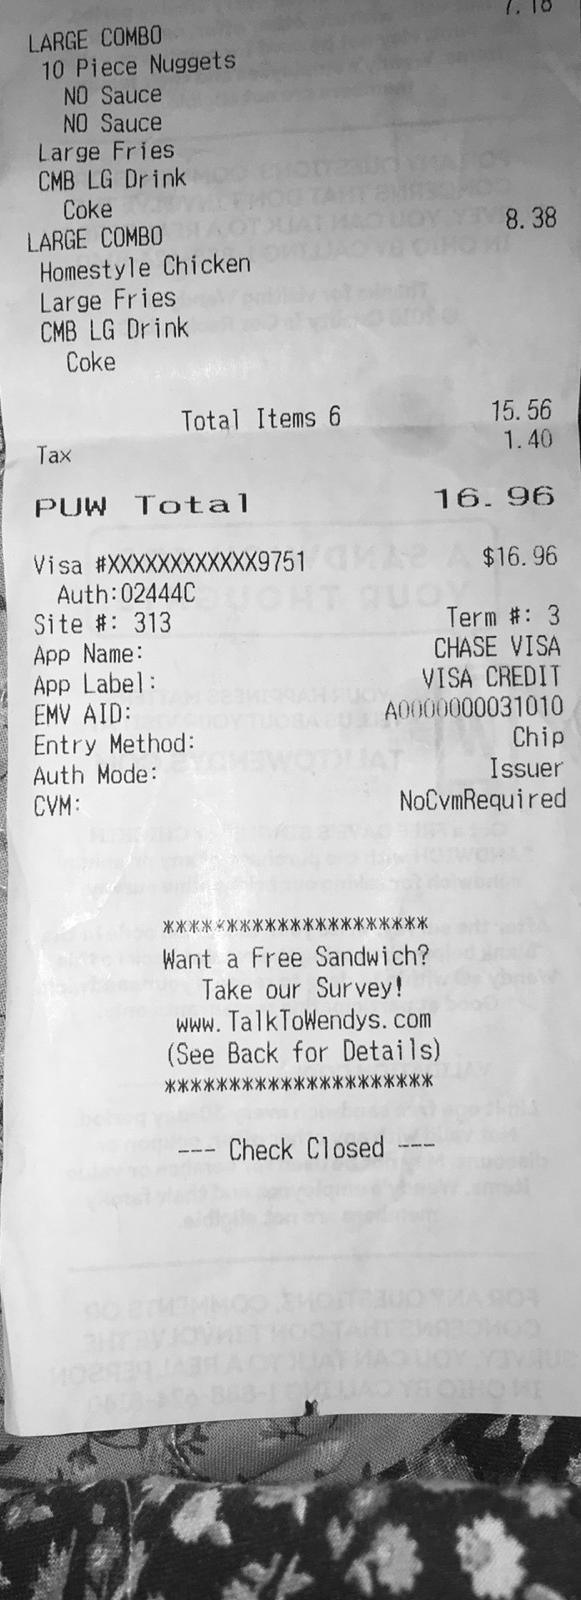 7.18
LARGE COMBO
10 Piece Nuggets
NO Sauce
NO Sauce
Large Fries
CMB LG Drink
Coke
LARGE COMBO 8.38
Homestyle Chicken
Large Fries
CMB LG Drink
Coke
Total Items 6 15.56
Tax 1.40
PUW Total 16.96
Visa #XXXXXXXXXXXX9751 $16.96
Auth:02444C
Site #: 313 Term #: 3
App Name: CHASE VISA
App Label: VISA CREDIT
EMV AID: A0000000031010
Entry Method: Chip
Auth Mode: Issuer
CVM: NoCvmRequired
*********************
Want a Free Sandwich?
Take our Survey!
www.TalkToWendys.com
(See Back for Details)
*********************
--- Check Closed ---